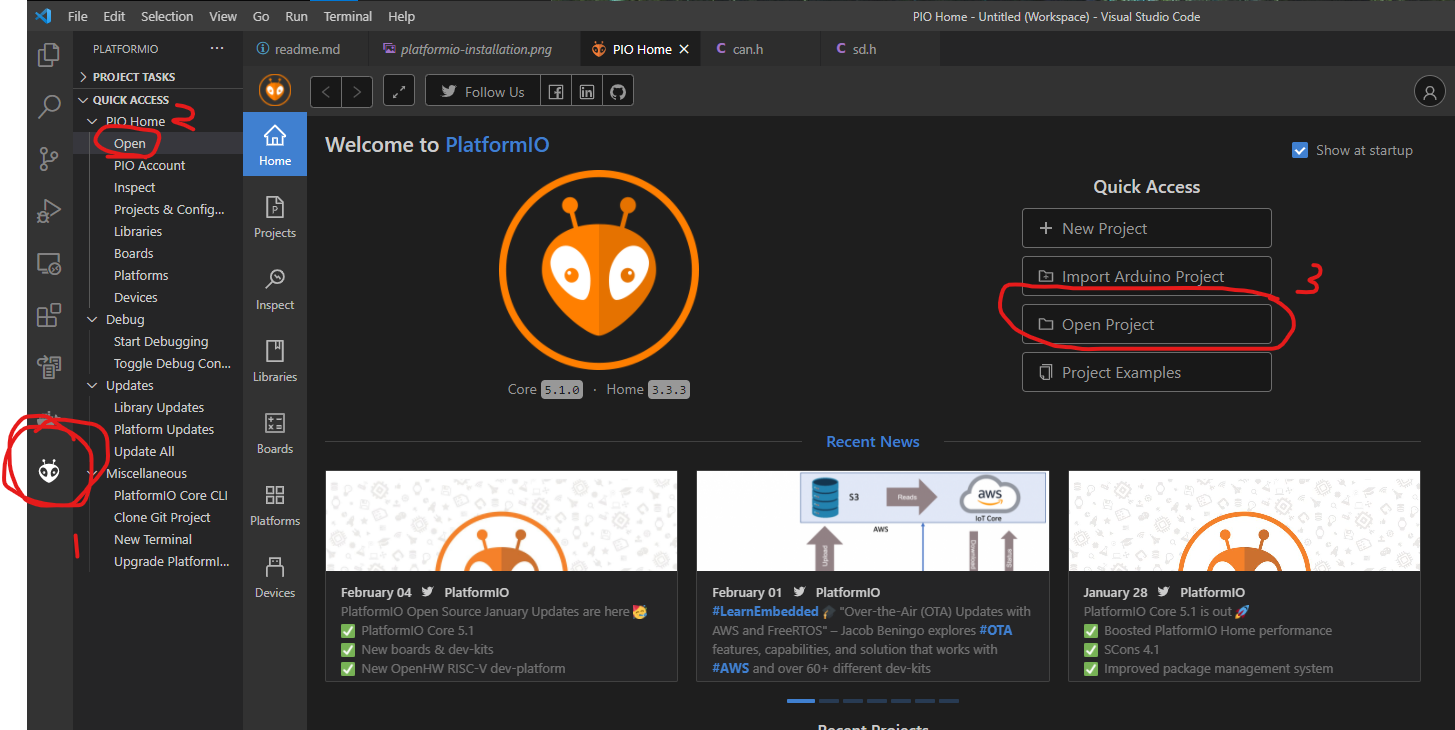 File Edit Selection View Go Run Terminal Help
PIO Home - Untitled (Workspace) - Visual Studio Code
PLATFORMIO ...
readme.md
platformio-installation.png
PIO Home
C can.h
C sd.h
PROJECT TASKS
QUICK ACCESS
PIO Home
2
Open
PIO Account
Inspect
Projects & Config...
Libraries
Boards
Platforms
Devices
Debug
Start Debugging
Toggle Debug Con...
Updates
Library Updates
Platform Updates
Update All
Miscellaneous
PlatformIO Core CLI
Clone Git Project
New Terminal
Upgrade PlatformI...
1
Home
Projects
Inspect
Libraries
Boards
Platforms
Devices
Follow Us
Welcome to PlatformIO
Show at startup
Quick Access
New Project
Import Arduino Project
3
Open Project
Project Examples
Core 5.1.0 · Home 3.3.3
Recent News
February 04 PlatformIO
PlatformIO Open Source January Updates are here 🥳
✅ PlatformIO Core 5.1
✅ New boards & dev-kits
✅ New OpenHW RISC-V dev-platform
S3
Reads
aws
IoT Core
AWS
Upload
Download
Status
February 01 PlatformIO
#LearnEmbedded 🎓 "Over-the-Air (OTA) Updates with
AWS and FreeRTOS" – Jacob Beningo explores #OTA
features, capabilities, and solution that works with
#AWS and over 60+ different dev-kits
January 28 PlatformIO
PlatformIO Core 5.1 is out 🚀
✅ Boosted PlatformIO Home performance
✅ SCons 4.1
✅ Improved package management system
Recent Projects